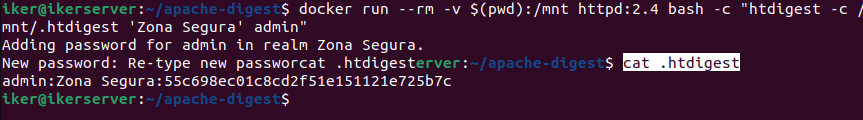 iker@ikerserver:~/apache-digest$ docker run --rm -v $(pwd):/mnt httpd:2.4 bash -c "htdigest -c /
mnt/.htdigest 'Zona Segura' admin"
Adding password for admin in realm Zona Segura.
New password: Re-type new passworcat .htdigesterver:~/apache-digest$ cat .htdigest
admin:Zona Segura:55c698ec01c8cd2f51e151121e725b7c
iker@ikerserver:~/apache-digest$